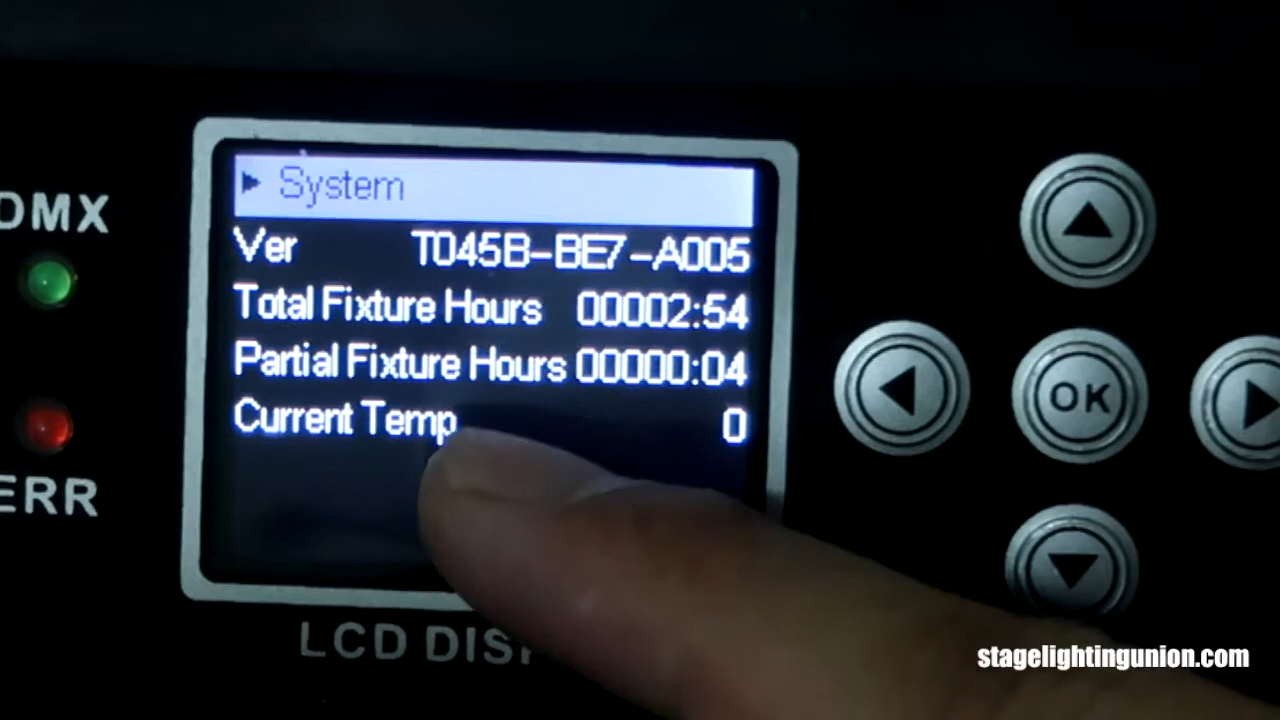 DMX
ERR
System
Ver T045B-BE7-A005
Total Fixture Hours 00002:54
Partial Fixture Hours 00000:04
Current Temp 0
LCD
OK
stagelightingunion.com